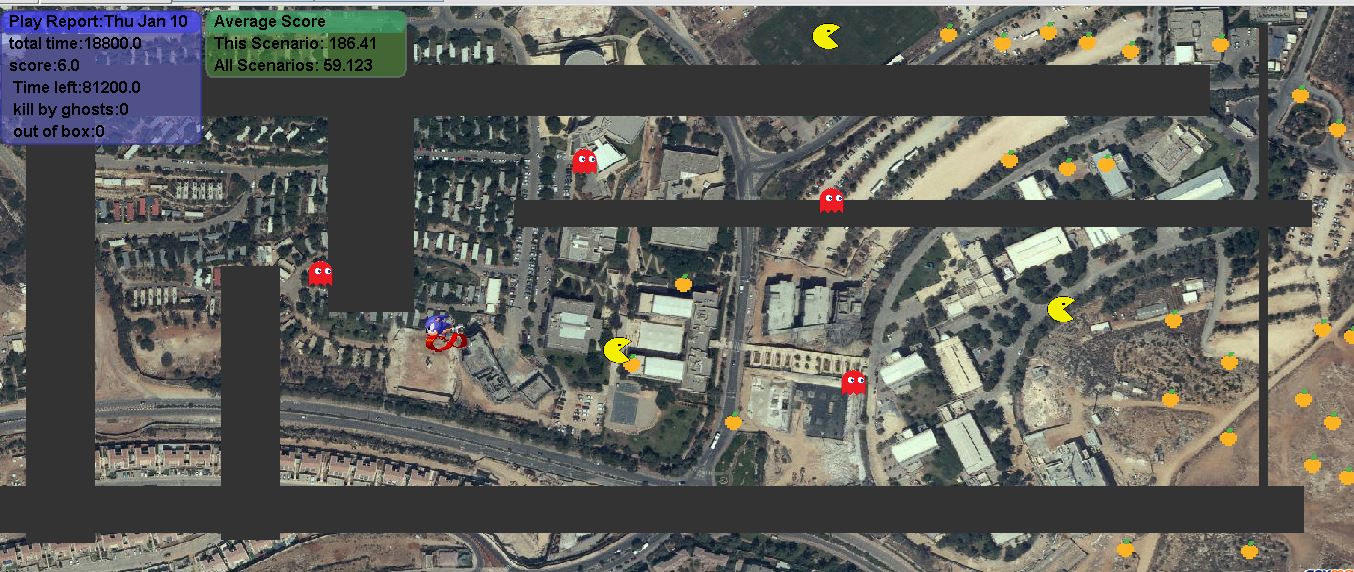 Play Report:Thu Jan 10
total time:18800.0
score:6.0
Time left:81200.0
kill by ghosts:0
out of box:0
Average Score
This Scenario: 186.41
All Scenarios: 59.123